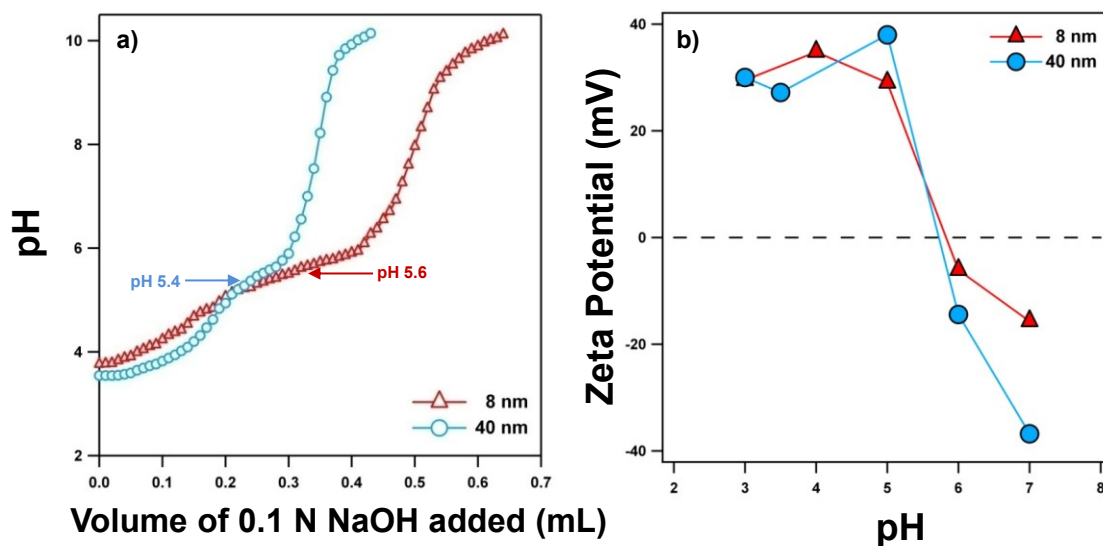 a)
10
8
6
4
2
pH
pH 5.4
pH 5.6
8 nm
40 nm
0.0 0.1 0.2 0.3 0.4 0.5 0.6 0.7
Volume of 0.1 N NaOH added (mL)
b)
8 nm
40 nm
40
20
0
-20
-40
Zeta Potential (mV)
2 3 4 5 6 7 8
pH